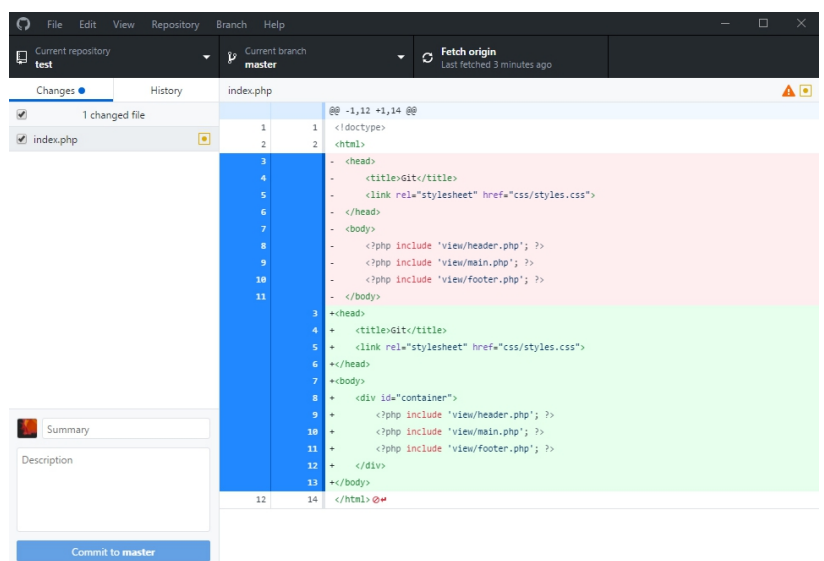 File Edit View Repository Branch Help
Current repository
test
Current branch
master
Fetch origin
Last fetched 3 minutes ago
Changes History
index.php
1 changed file
index.php
@@ -1,12 +1,14 @@
1 1 <!doctype>
2 2 <html>
3 - <head>
4 - <title>Git</title>
5 - <link rel="stylesheet" href="css/styles.css">
6 - </head>
7 - <body>
8 - <?php include 'view/header.php'; ?>
9 - <?php include 'view/main.php'; ?>
10 - <?php include 'view/footer.php'; ?>
11 - </body>
3 +<head>
4 + <title>Git</title>
5 + <link rel="stylesheet" href="css/styles.css">
6 +</head>
7 +<body>
8 + <div id="container">
9 + <?php include 'view/header.php'; ?>
10 + <?php include 'view/main.php'; ?>
11 + <?php include 'view/footer.php'; ?>
12 + </div>
13 +</body>
12 14 </html>
Summary
Description
Commit to master